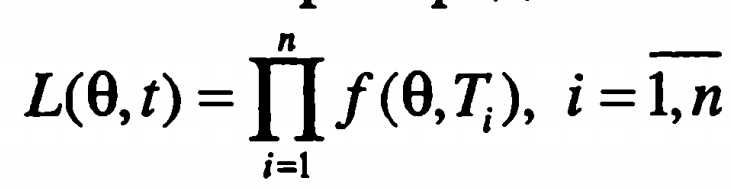 L(θ, t) = ∏_{i=1}^{n} f(θ, T_i), i = \overline{1, n}